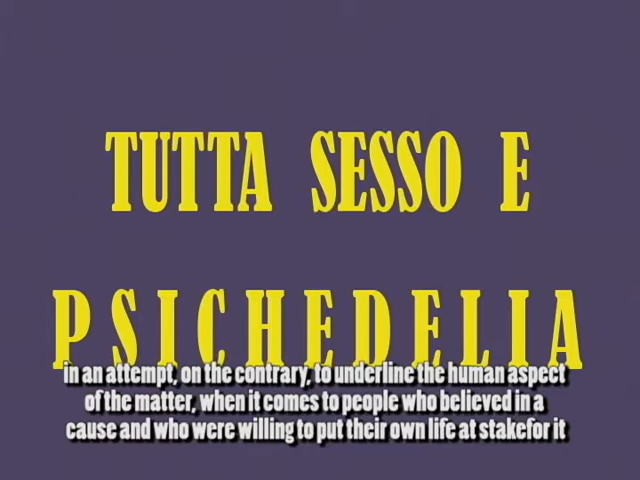 TUTTA SESSO E
PSICHEDELIA
in an attempt, on the contrary, to underline the human aspect
of the matter, when it comes to people who believed in a
cause and who were willing to put their own life at stakefor it